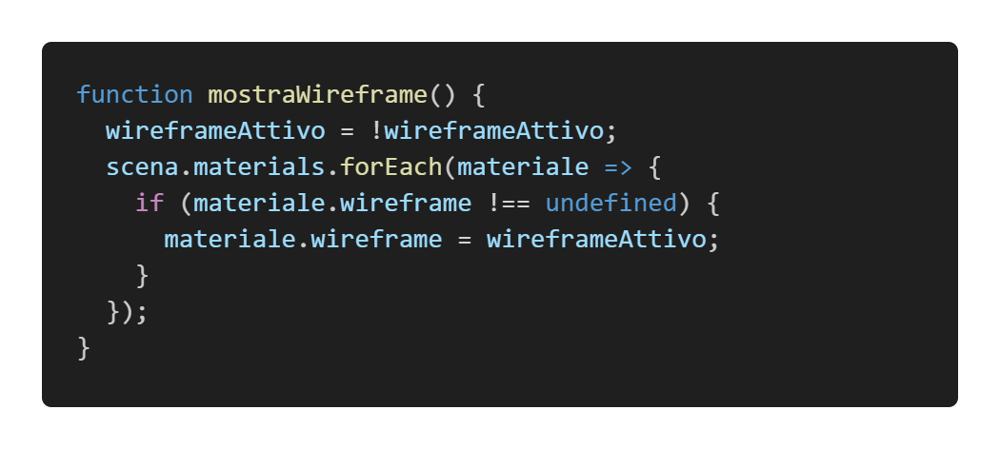 function mostraWireframe() {
  wireframeAttivo = !wireframeAttivo;
  scena.materials.forEach(materiale => {
    if (materiale.wireframe !== undefined) {
      materiale.wireframe = wireframeAttivo;
    }
  });
}